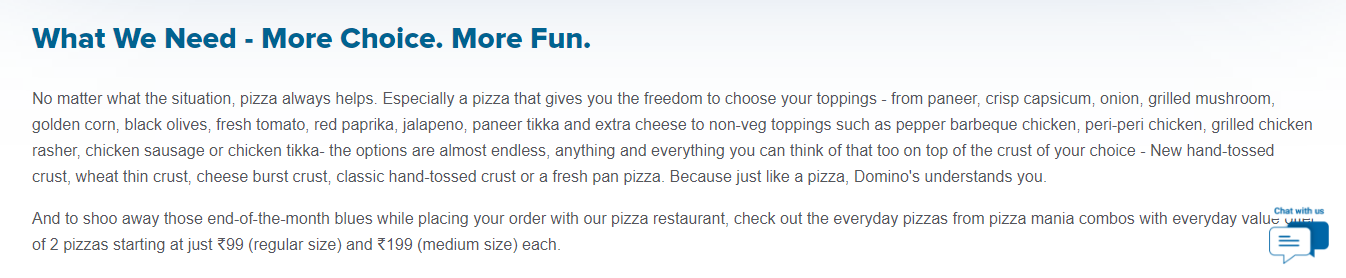 What We Need - More Choice. More Fun.
No matter what the situation, pizza always helps. Especially a pizza that gives you the freedom to choose your toppings - from paneer, crisp capsicum, onion, grilled mushroom,
golden corn, black olives, fresh tomato, red paprika, jalapeno, paneer tikka and extra cheese to non-veg toppings such as pepper barbeque chicken, peri-peri chicken, grilled chicken
rasher, chicken sausage or chicken tikka- the options are almost endless, anything and everything you can think of that too on top of the crust of your choice - New hand-tossed
crust, wheat thin crust, cheese burst crust, classic hand-tossed crust or a fresh pan pizza. Because just like a pizza, Domino's understands you.
Chat with us
And to shoo away those end-of-the-month blues while placing your order with our pizza restaurant, check out the everyday pizzas from pizza mania combos with everyday value
of 2 pizzas starting at just ₹99 (regular size) and ₹199 (medium size) each.